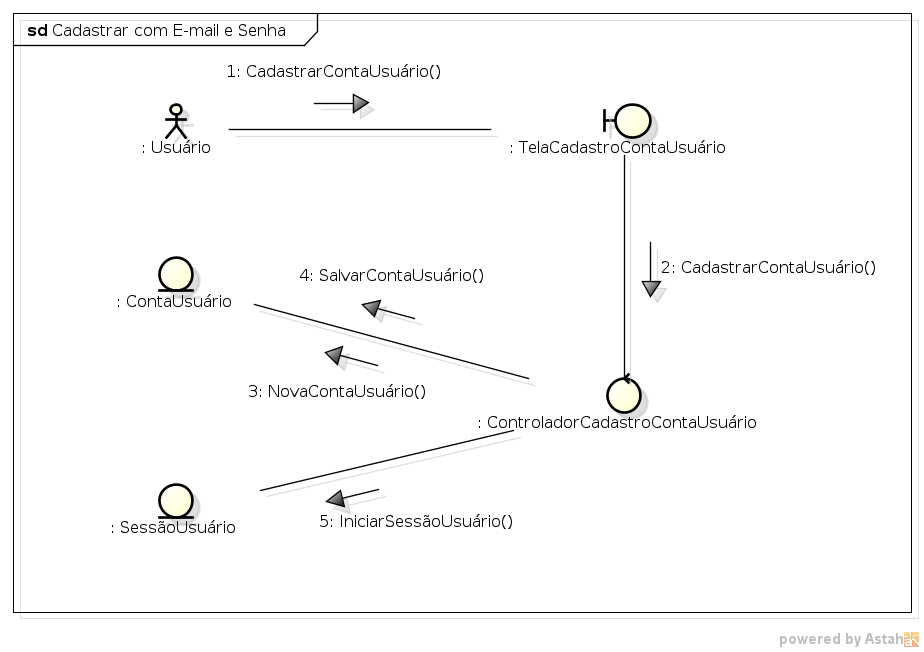 sd Cadastrar com E-mail e Senha
1: CadastrarContaUsuário()
: Usuário
: TelaCadastroContaUsuário
2: CadastrarContaUsuário()
4: SalvarContaUsuário()
: ContaUsuário
3: NovaContaUsuário()
: ControladorCadastroContaUsuário
5: IniciarSessãoUsuário()
: SessãoUsuário
powered by Astah